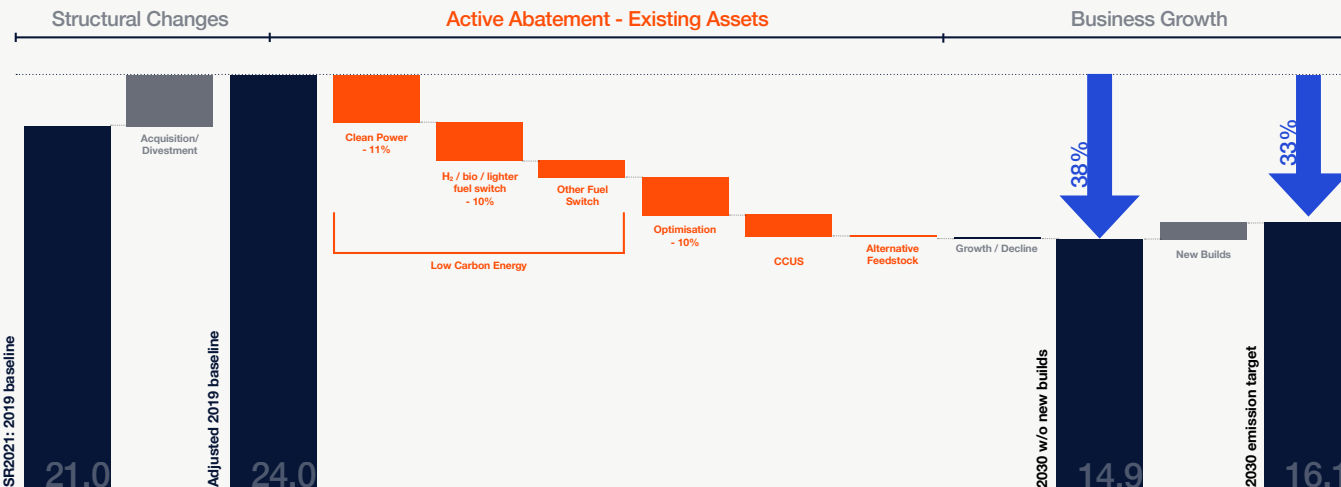 Structural Changes
Active Abatement - Existing Assets
Business Growth
SR2021: 2019 baseline
21.0
Acquisition/
Divestment
Adjusted 2019 baseline
24.0
Clean Power
- 11%
H₂ / bio / lighter
fuel switch
- 10%
Other Fuel
Switch
Low Carbon Energy
Optimisation
- 10%
CCUS
Alternative
Feedstock
Growth / Decline
2030 w/o new builds
38%
14.9
New Builds
2030 emission target
33%
16.1